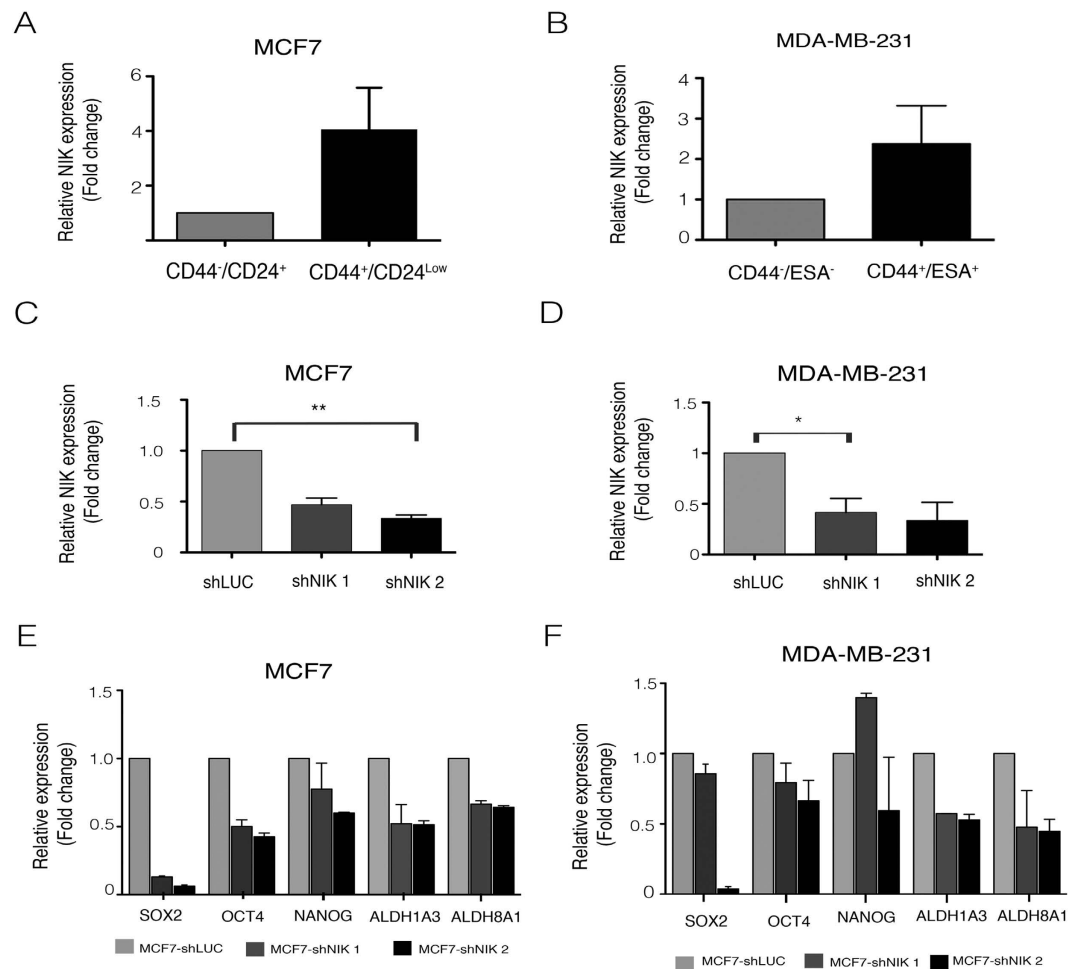 A
MCF7
Relative NIK expression
(Fold change)
6
4
2
CD44-/CD24+
CD44+/CD24Low
B
MDA-MB-231
Relative NIK expression
(Fold change)
4
3
2
1
0
CD44-/ESA-
CD44+/ESA+
C
MCF7
Relative NIK expression
(Fold change)
1.5
1.0
0.5
0
**
shLUC
shNIK 1
shNIK 2
D
MDA-MB-231
Relative NIK expression
(Fold change)
1.5
1
0.5
0
*
shLUC
shNIK 1
shNIK 2
E
MCF7
Relative expression
(Fold change)
1.5
1.0
0.5
0
SOX2
OCT4
NANOG
ALDH1A3
ALDH8A1
MCF7-shLUC
MCF7-shNIK 1
MCF7-shNIK 2
F
MDA-MB-231
Relative expression
(Fold change)
1.5
1.0
0.5
0
SOX2
OCT4
NANOG
ALDH1A3
ALDH8A1
MCF7-shLUC
MCF7-shNIK 1
MCF7-shNIK 2